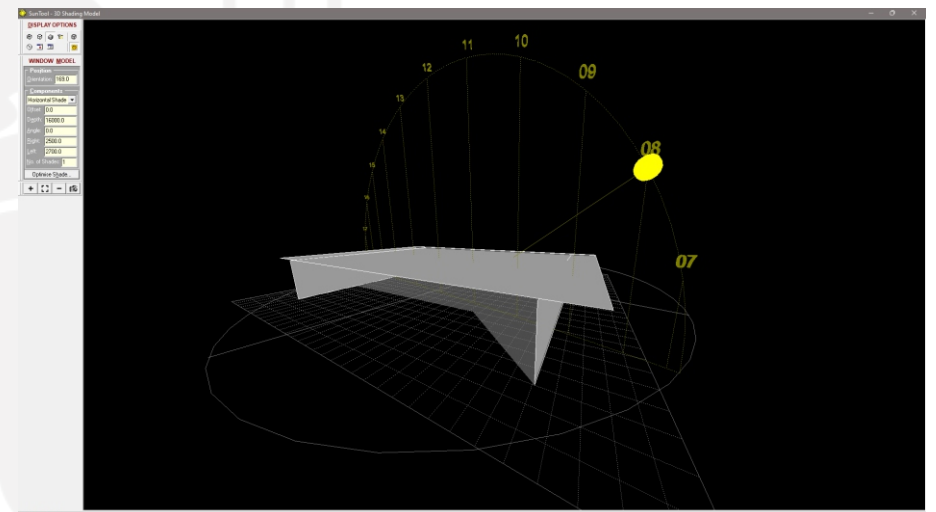 SunTool - 3D Shading Model
DISPLAY OPTIONS
WINDOW MODEL
Position
Orientation: 169.0
Components
Horizontal Shade
Offset: 0.0
Depth: 16000.0
Angle: 0.0
Right: 2500.0
Left: 2700.0
No. of Shades: 1
Optimise Shade...
11
10
12
09
13
14
08
15
16
17
07